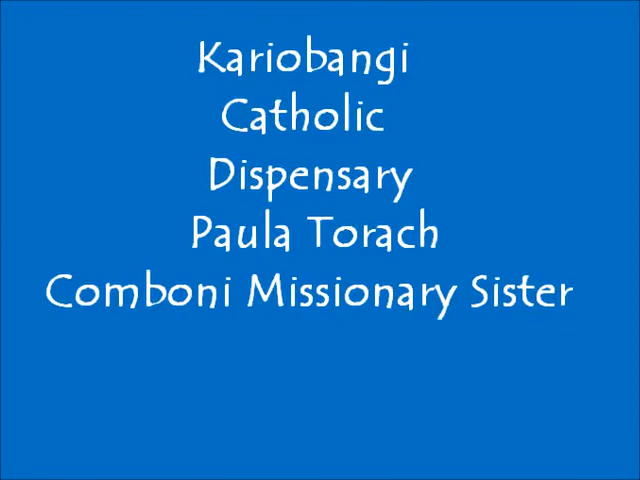 Kariobangi
Catholic
Dispensary
Paula Torach
Comboni Missionary Sister